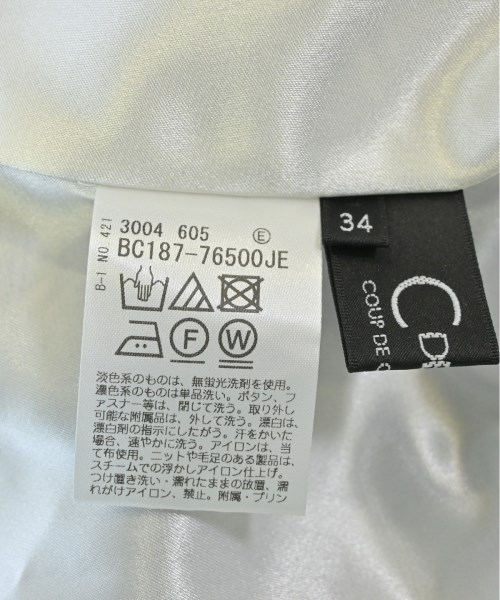 B-I NO.421
3004 605 E
BC187-76500JE
F W
淡色系のものは、無蛍光洗剤を使用。
濃色系のものは単品洗い。ボタン、フ
ァスナー等は、閉じて洗う。取り外し
可能な附属品は、外して洗う。漂白は、
漂白剤の指示にしたがう。汗をかいた
場合、速やかに洗う。アイロンは、当
て布使用。ニットや毛足のある製品は、
スチームでの浮かしアイロン仕上げ。
つけ置き洗い・濡れたままの放置、濡
れがけアイロン、禁止。附属・プリン
34
COUP DE